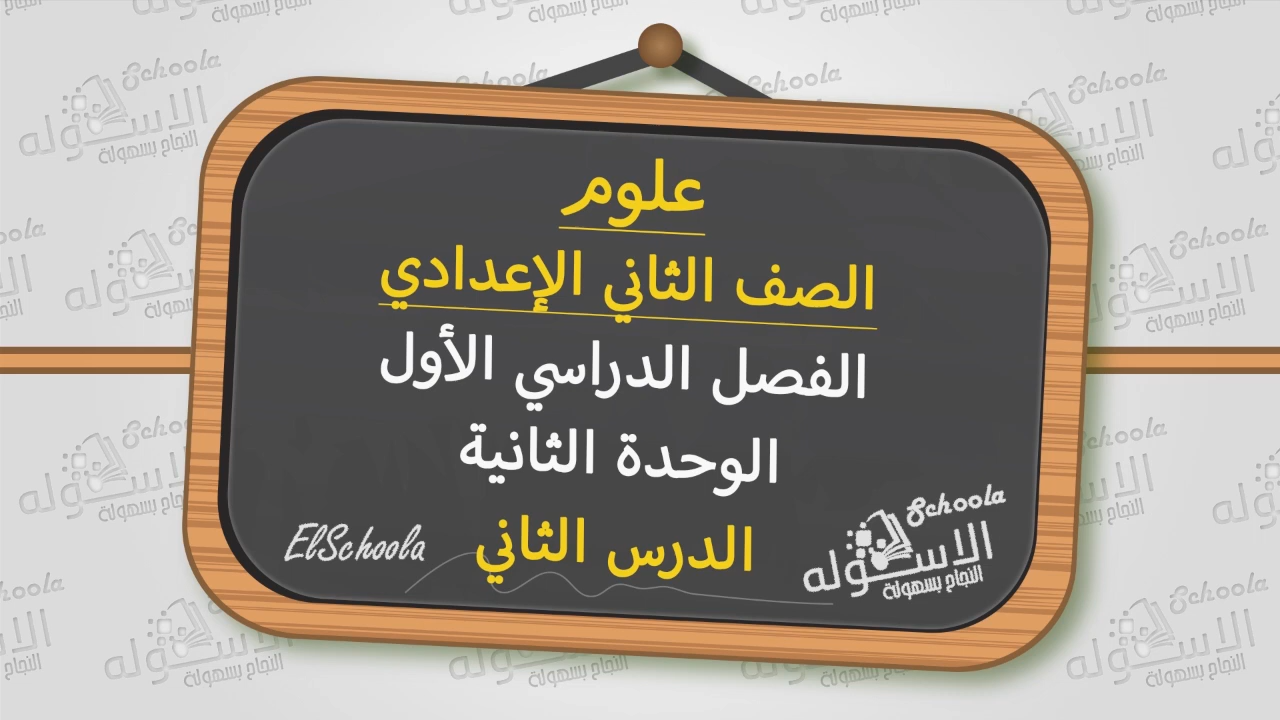 علوم
الصف الثاني الإعدادي
الفصل الدراسي الأول
الوحدة الثانية
الدرس الثاني
ElSchoola
Schoola
الاسكوله
النجاح بسهولة